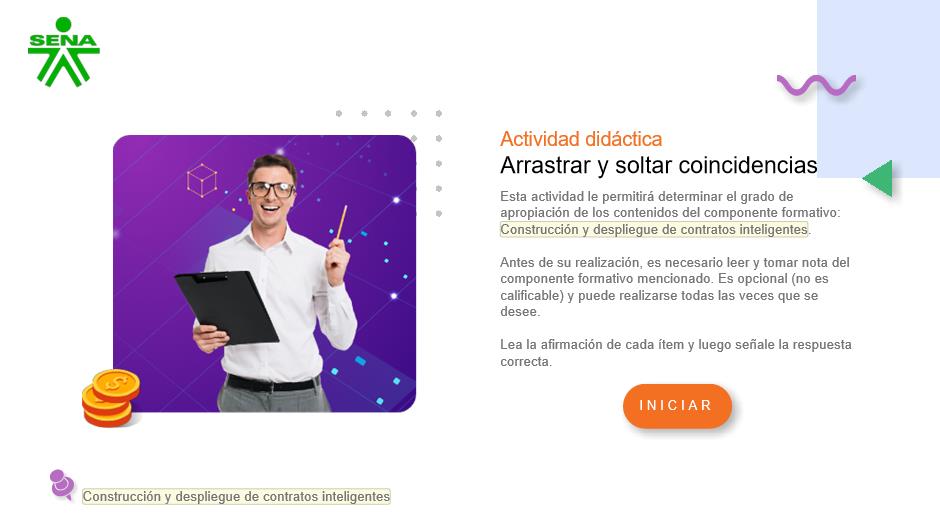 SENA
Actividad didáctica
Arrastrar y soltar coincidencias
Esta actividad le permitirá determinar el grado de
apropiación de los contenidos del componente formativo:
Construcción y despliegue de contratos inteligentes.
Antes de su realización, es necesario leer y tomar nota del
componente formativo mencionado. Es opcional (no es
calificable) y puede realizarse todas las veces que se
desee.
Lea la afirmación de cada ítem y luego señale la respuesta
correcta.
INICIAR
Construcción y despliegue de contratos inteligentes